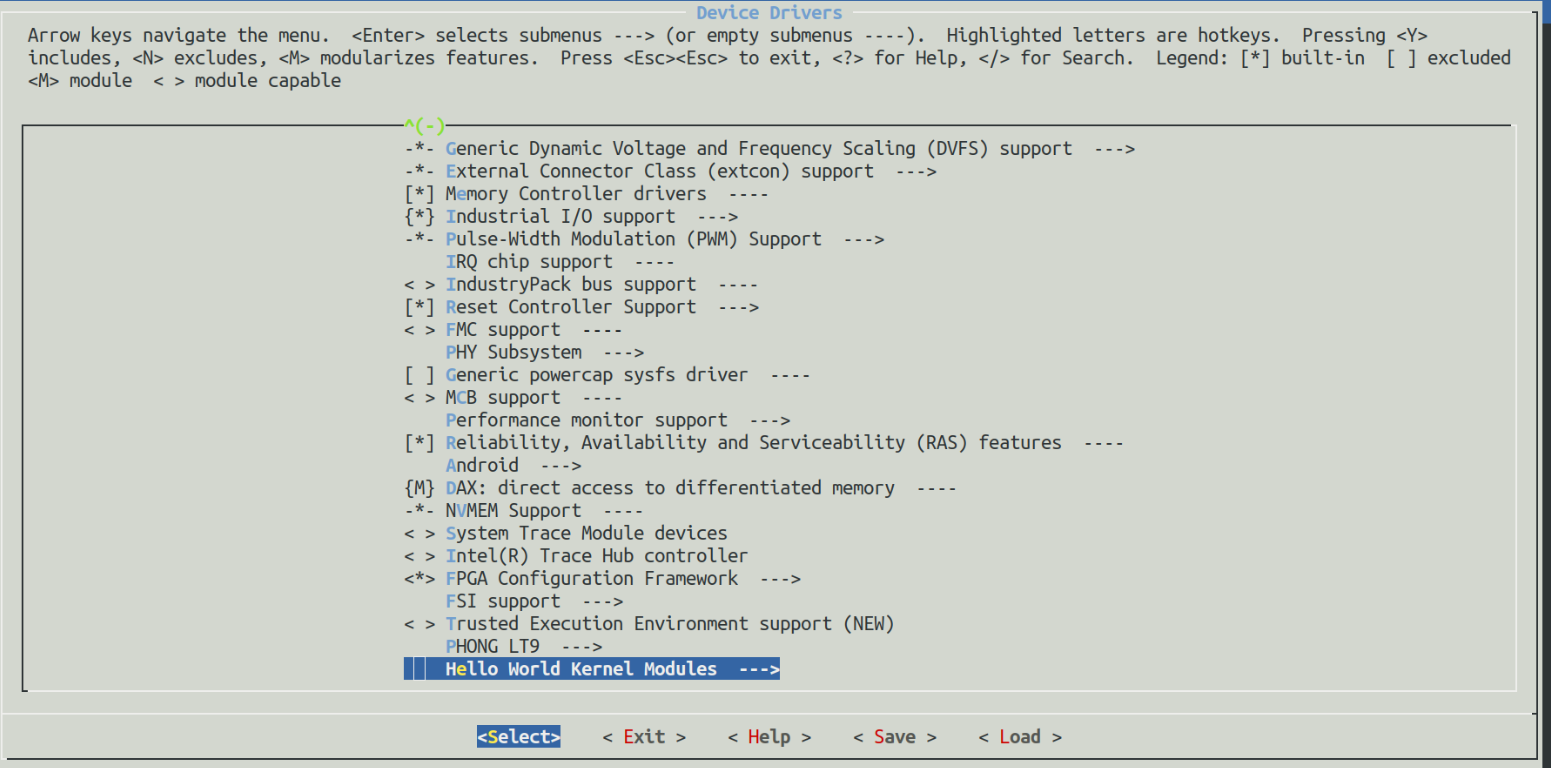 Device Drivers
Arrow keys navigate the menu.  <Enter> selects submenus ---> (or empty submenus ----).  Highlighted letters are hotkeys.  Pressing <Y>
includes, <N> excludes, <M> modularizes features.  Press <Esc><Esc> to exit, <?> for Help, </> for Search.  Legend: [*] built-in  [ ] excluded
<M> module  < > module capable
^(-)
-*- Generic Dynamic Voltage and Frequency Scaling (DVFS) support  --->
-*- External Connector Class (extcon) support  --->
[*] Memory Controller drivers  ----
{*} Industrial I/O support  --->
-*- Pulse-Width Modulation (PWM) Support  --->
IRQ chip support  ----
< > IndustryPack bus support  ----
[*] Reset Controller Support  --->
< > FMC support  ----
PHY Subsystem  --->
[ ] Generic powercap sysfs driver  ----
< > MCB support  ----
Performance monitor support  --->
[*] Reliability, Availability and Serviceability (RAS) features  ----
Android  --->
{M} DAX: direct access to differentiated memory  ----
-*- NVMEM Support  ----
< > System Trace Module devices
< > Intel(R) Trace Hub controller
<*> FPGA Configuration Framework  --->
FSI support  --->
< > Trusted Execution Environment support (NEW)
PHONG LT9  --->
Hello World Kernel Modules  --->
<Select>    < Exit >    < Help >    < Save >    < Load >